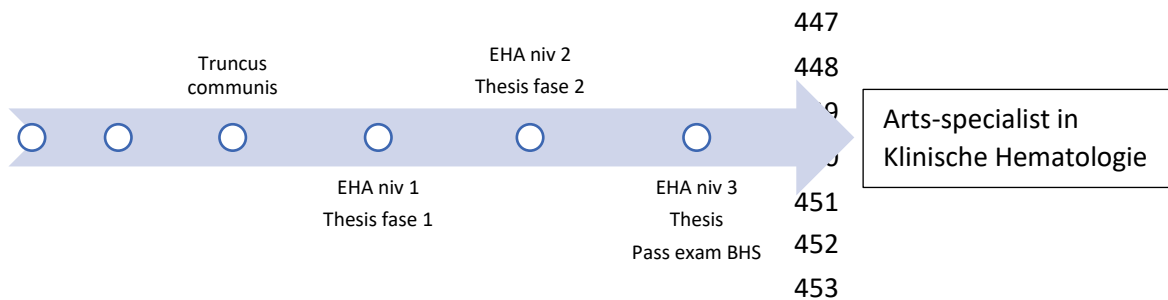 447
448
451
452
453
Truncus
communis
EHA niv 1
Thesis fase 1
EHA niv 2
Thesis fase 2
EHA niv 3
Thesis
Pass exam BHS
Arts-specialist in
Klinische Hematologie